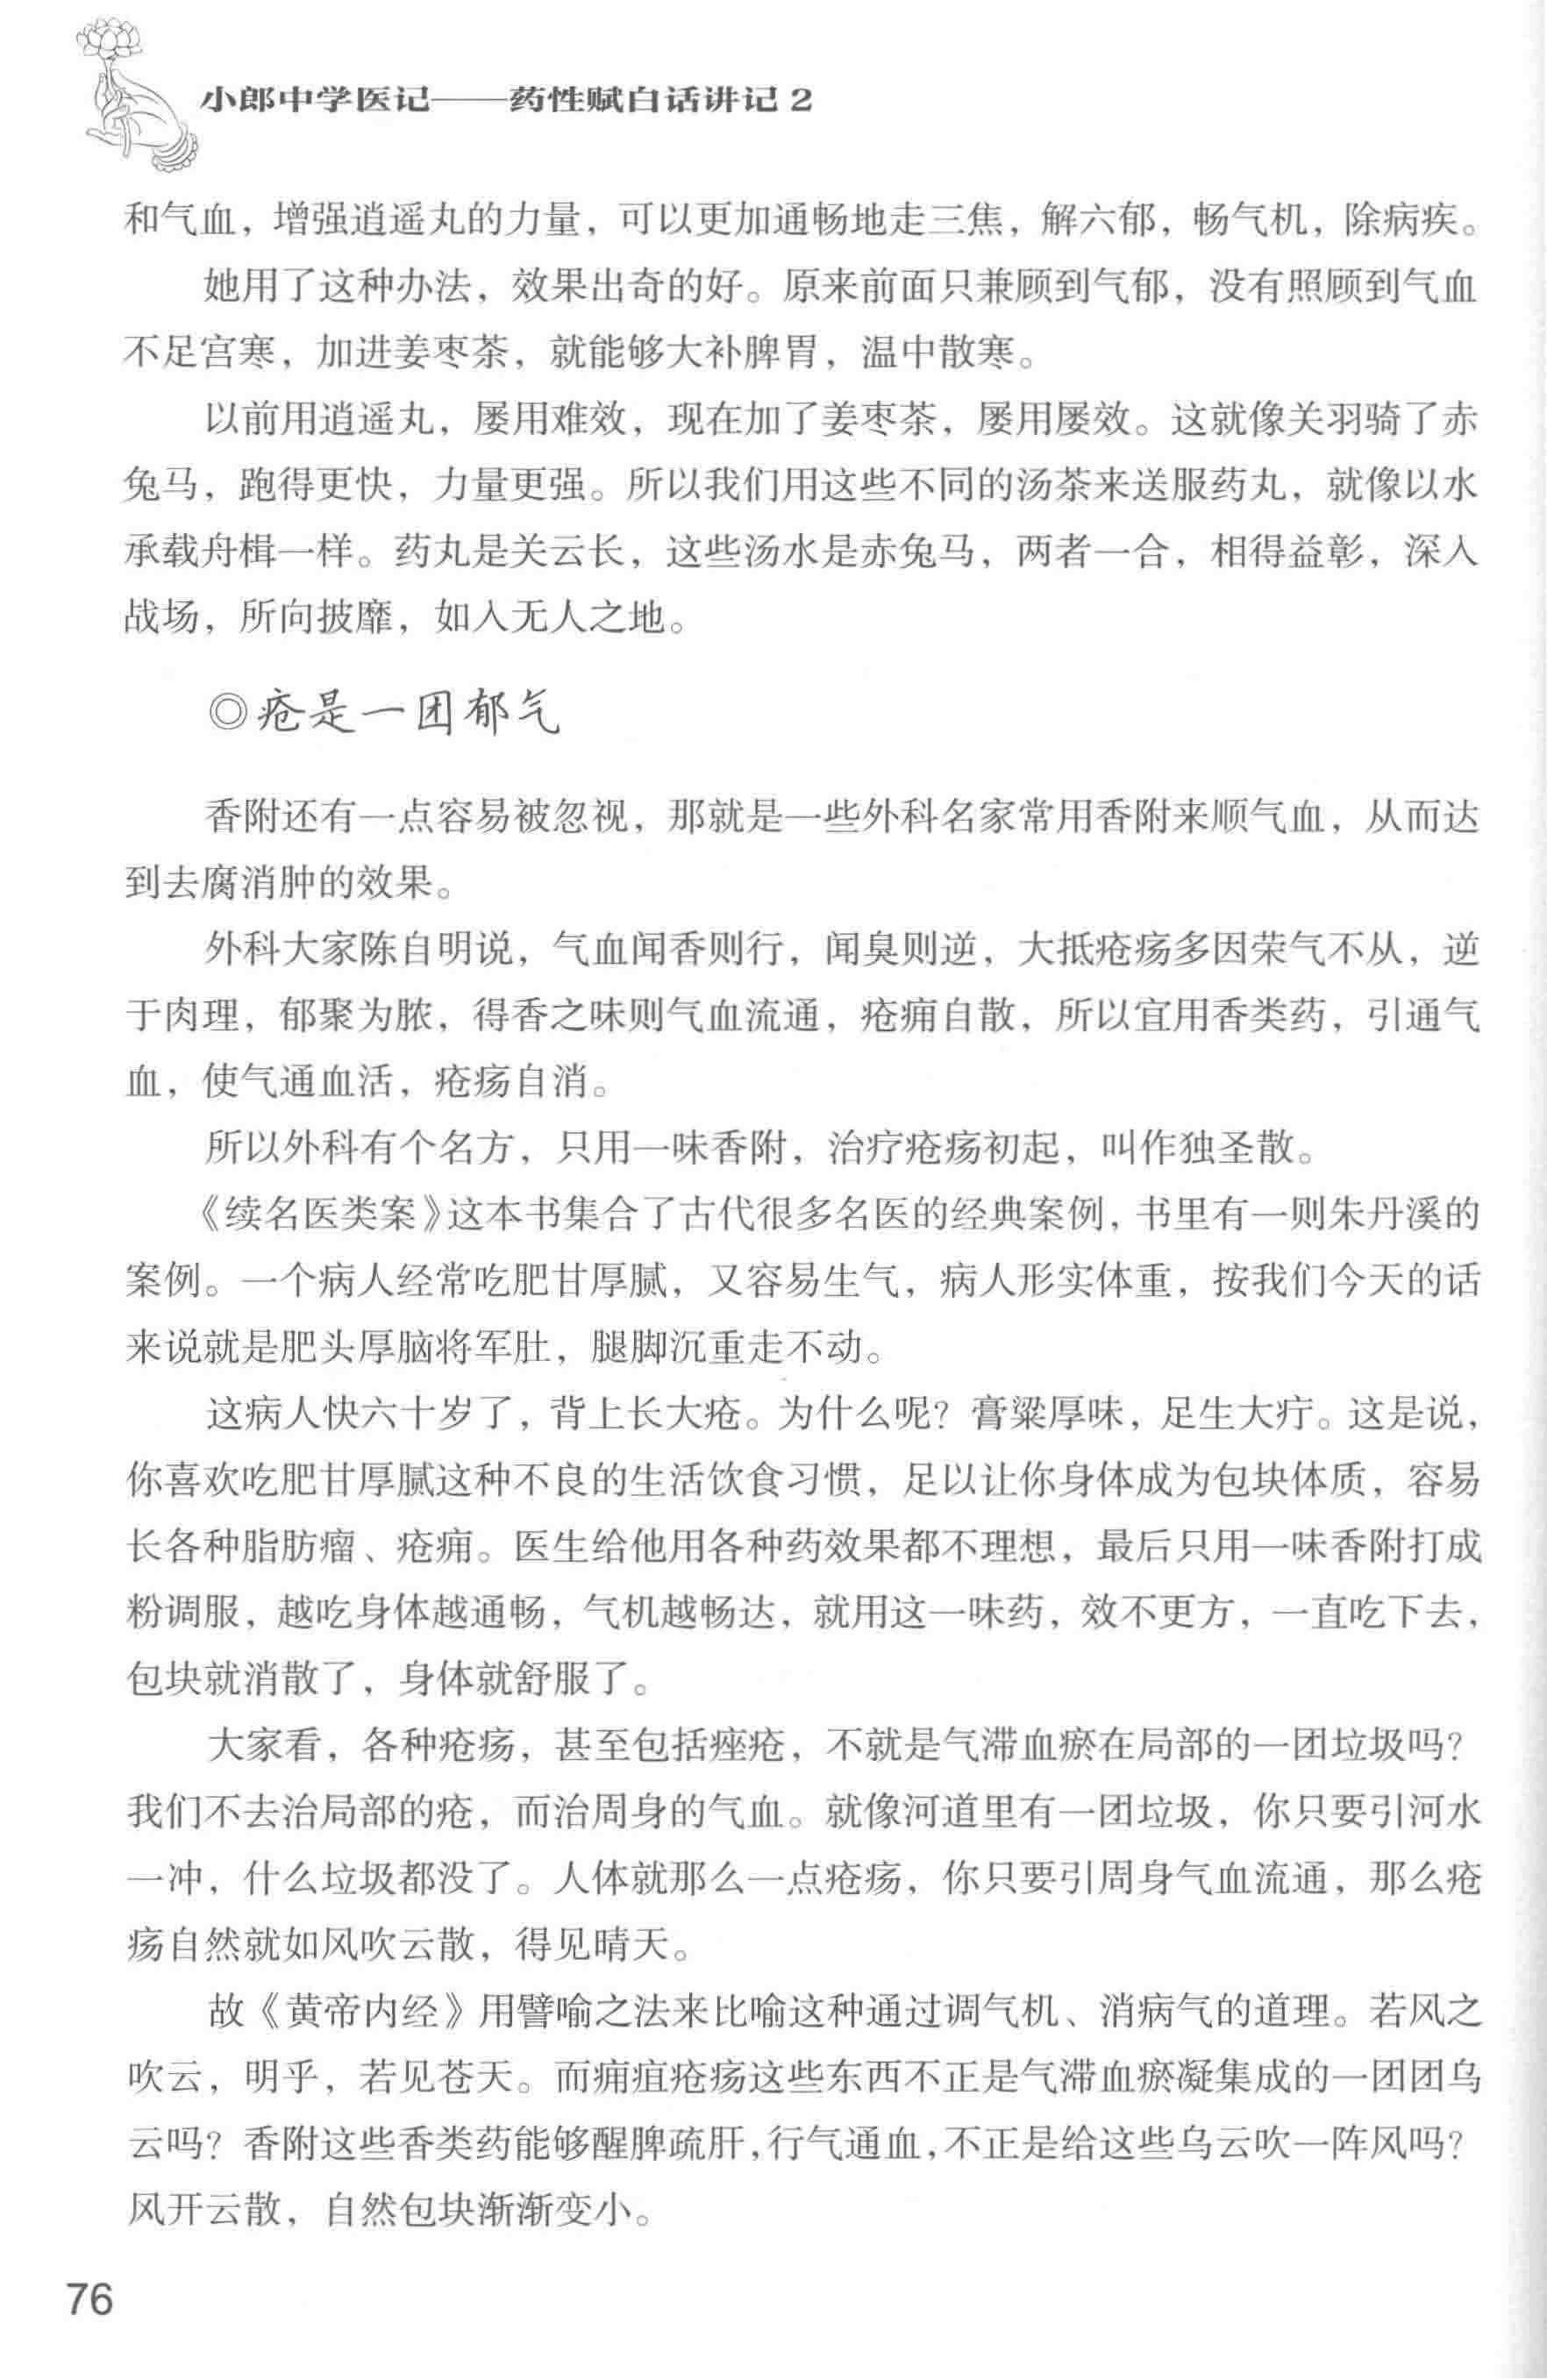 小郎中学医记——药性赋白话讲记2
和气血，增强逍遥丸的力量，可以更加通畅地走三焦，解六郁，畅气机，除病疾。
她用了这种办法，效果出奇的好。原来前面只兼顾到气郁，没有照顾到气血
不足宫寒，加进姜枣茶，就能够大补脾胃，温中散寒。
以前用逍遥丸，屡用难效，现在加了姜枣茶，屡用屡效。这就像关羽骑了赤
兔马，跑得更快，力量更强。所以我们用这些不同的汤茶来送服药丸，就像以水
承载舟楫一样。药丸是关云长，这些汤水是赤兔马，两者一合，相得益彰，深入
战场，所向披靡，如入无人之地。
◎疮是一团郁气
香附还有一点容易被忽视，那就是一些外科名家常用香附来顺气血，从而达
到去腐消肿的效果。
外科大家陈自明说，气血闻香则行，闻臭则逆，大抵疮疡多因荣气不从，逆
于肉理，郁聚为脓，得香之味则气血流通，疮痈自散，所以宜用香类药，引通气
血，使气通血活，疮疡自消。
所以外科有个名方，只用一味香附，治疗疮疡初起，叫作独圣散。
《续名医类案》这本书集合了古代很多名医的经典案例，书里有一则朱丹溪的
案例。一个病人经常吃肥甘厚腻，又容易生气，病人形实体重，按我们今天的话
来说就是肥头厚脑将军肚，腿脚沉重走不动。
这病人快六十岁了，背上长大疮。为什么呢？膏粱厚味，足生大疔。这是说，
你喜欢吃肥甘厚腻这种不良的生活饮食习惯，足以让你身体成为包块体质，容易
长各种脂肪瘤、疮痈。医生给他用各种药效果都不理想，最后只用一味香附打成
粉调服，越吃身体越通畅，气机越畅达，就用这一味药，效不更方，一直吃下去，
包块就消散了，身体就舒服了。
大家看，各种疮疡，甚至包括痤疮，不就是气滞血瘀在局部的一团垃圾吗？
我们不去治局部的疮，而治周身的气血。就像河道里有一团垃圾，你只要引河水
一冲，什么垃圾都没了。人体就那么一点疮疡，你只要引周身气血流通，那么疮
疡自然就如风吹云散，得见晴天。
故《黄帝内经》用譬喻之法来比喻这种通过调气机、消病气的道理。若风之
吹云，明乎，若见苍天。而痈疽疮疡这些东西不正是气滞血瘀凝集成的一团团乌
云吗？香附这些香类药能够醒脾疏肝，行气通血，不正是给这些乌云吹一阵风吗？
风开云散，自然包块渐渐变小。
76